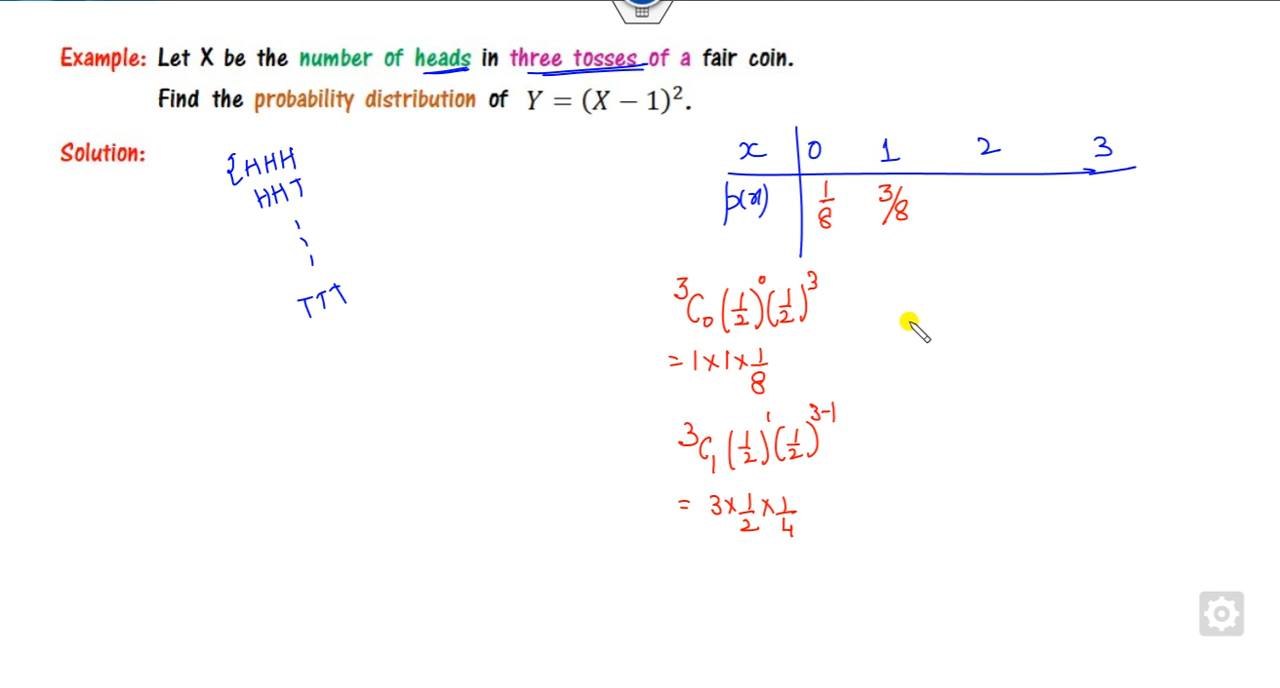 Example: Let X be the number of heads in three tosses of a fair coin.
Find the probability distribution of Y = (X − 1)².
Solution:
{HHH
HHT
TTT
x 0 1 2 3
p(x) 1/8 3/8
³C₀ (1/2)⁰ (1/2)³
= 1 × 1 × 1/8
³C₁ (1/2)¹ (1/2)³⁻¹
= 3 × 1/2 × 1/4